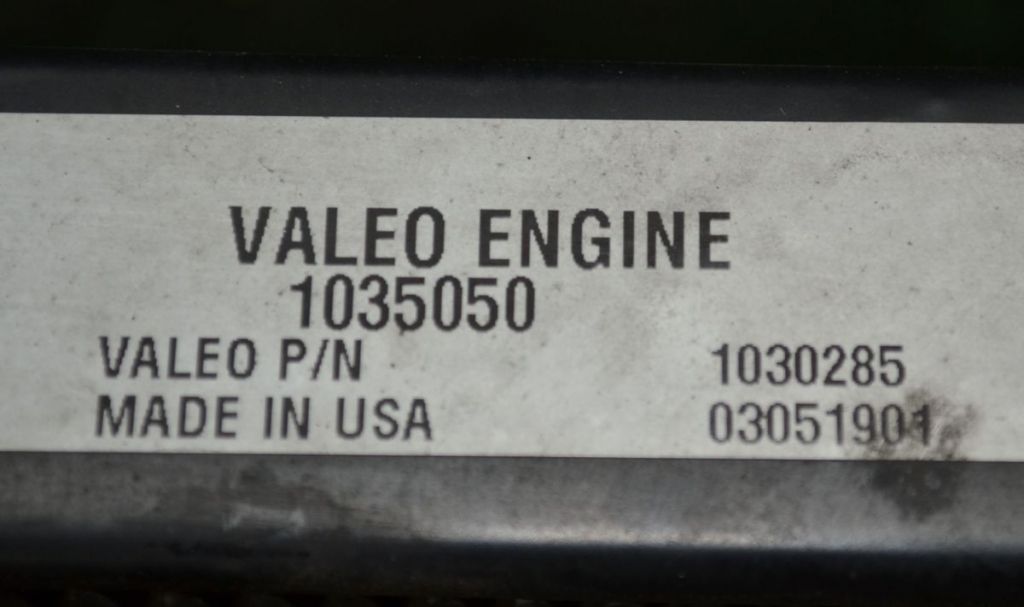 VALEO ENGINE
1035050
VALEO P/N 1030285
MADE IN USA 03051901